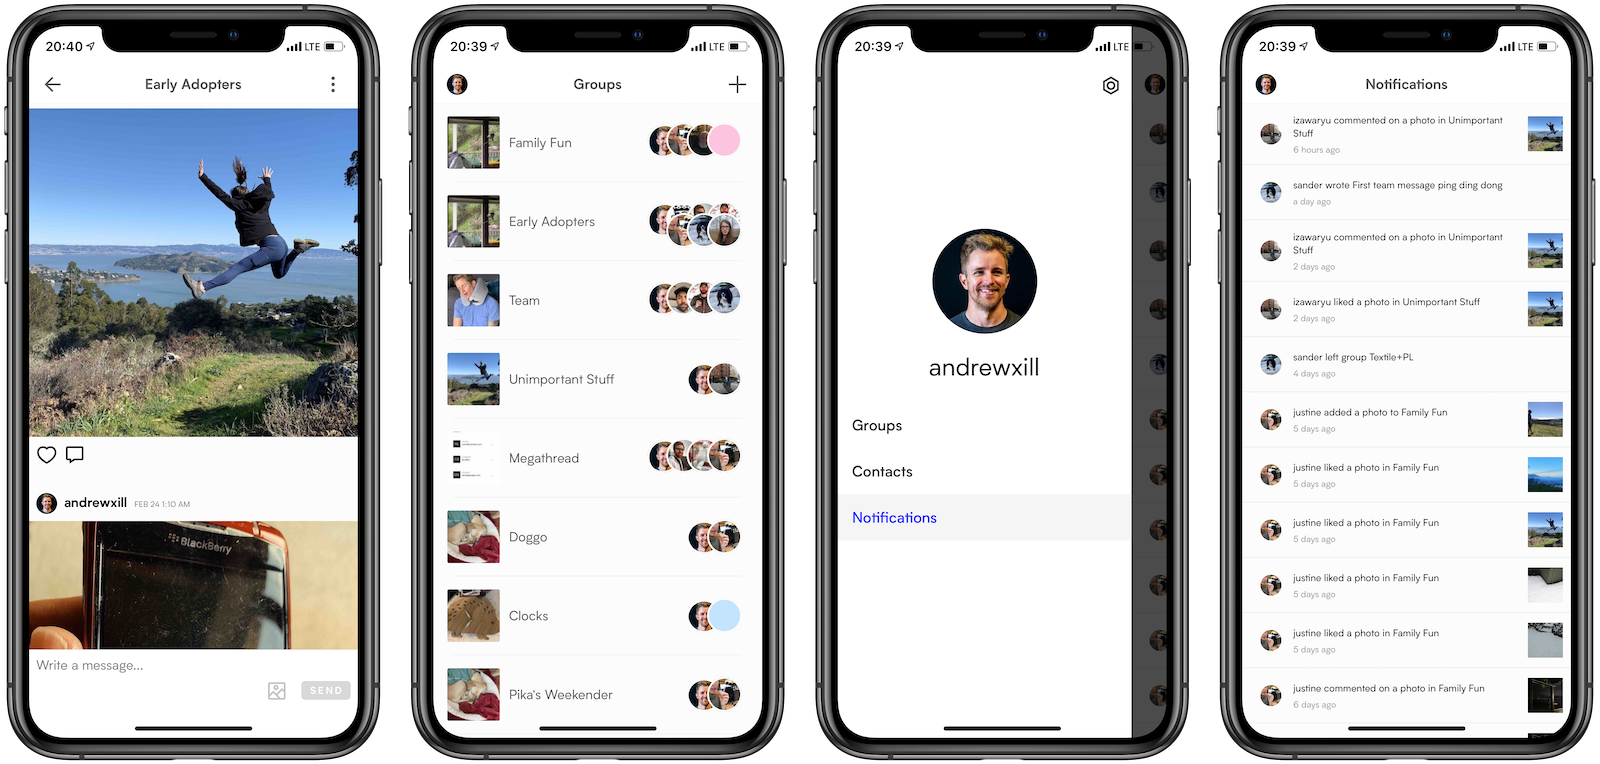 20:40
LTE
Early Adopters
andrewxill FEB 24 1:10 AM
BlackBerry
Write a message...
SEND
20:39
LTE
Groups
Family Fun
Early Adopters
Team
Unimportant Stuff
Megathread
Doggo
Clocks
Pika's Weekender
20:39
LTE
andrewxill
Groups
Contacts
Notifications
20:39
LTE
Notifications
izawaryu commented on a photo in Unimportant
Stuff
6 hours ago
sander wrote First team message ping ding dong
a day ago
izawaryu commented on a photo in Unimportant
Stuff
2 days ago
izawaryu liked a photo in Unimportant Stuff
2 days ago
sander left group Textile+PL
4 days ago
justine added a photo to Family Fun
5 days ago
justine liked a photo in Family Fun
5 days ago
justine liked a photo in Family Fun
5 days ago
justine liked a photo in Family Fun
5 days ago
justine liked a photo in Family Fun
5 days ago
justine commented on a photo in Family Fun
6 days ago